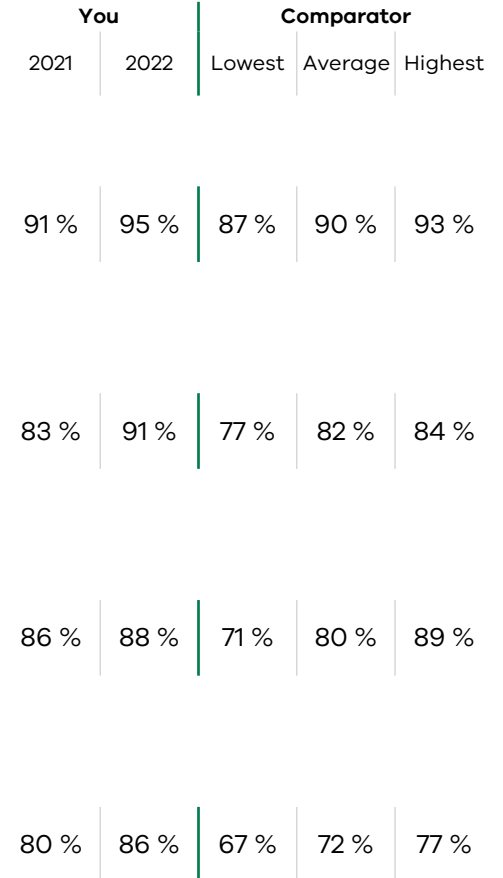 You Comparator
2021 2022 Lowest Average Highest
91 % 95 % 87 % 90 % 93 %
83 % 91 % 77 % 82 % 84 %
86 % 88 % 71 % 80 % 89 %
80 % 86 % 67 % 72 % 77 %